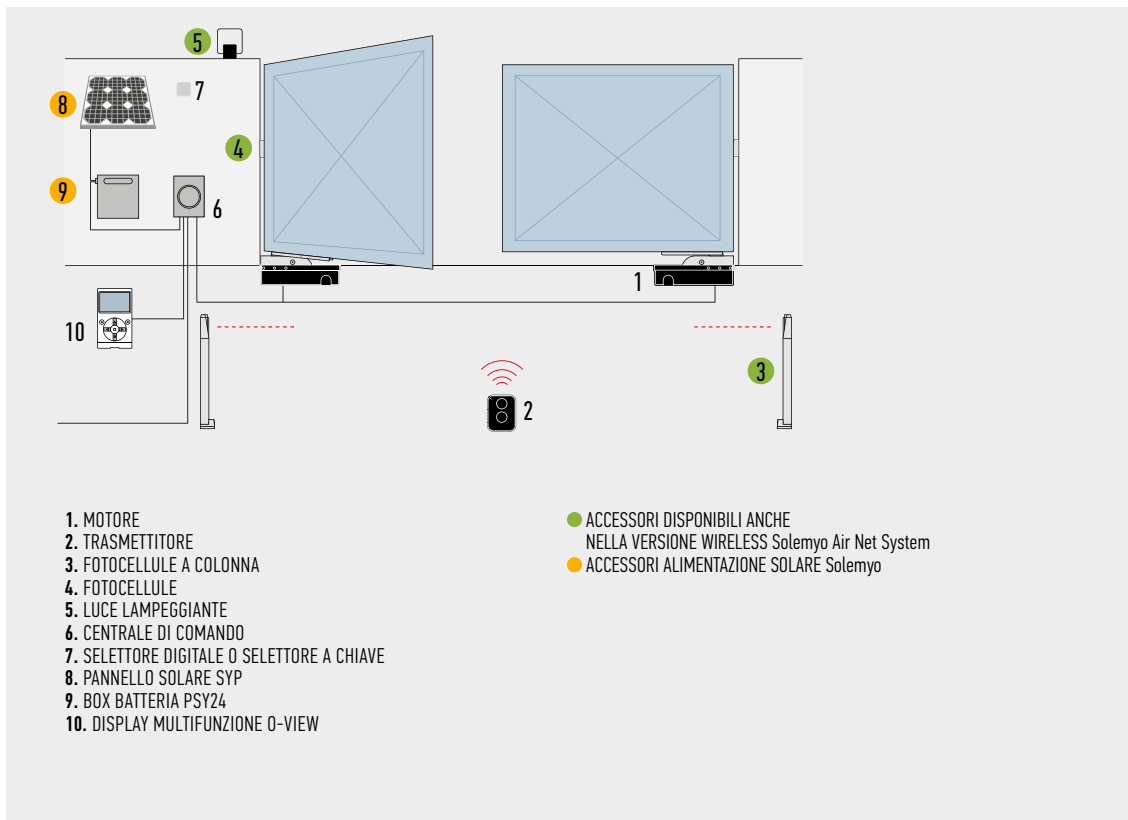 5
7
8
4
9
6
1
10
3
2
1. MOTORE
2. TRASMETTITORE
3. FOTOCELLULE A COLONNA
4. FOTOCELLULE
5. LUCE LAMPEGGIANTE
6. CENTRALE DI COMANDO
7. SELETTORE DIGITALE O SELETTORE A CHIAVE
8. PANNELLO SOLARE SYP
9. BOX BATTERIA PSY24
10. DISPLAY MULTIFUNZIONE O-VIEW
ACCESSORI DISPONIBILI ANCHE
NELLA VERSIONE WIRELESS Solemyo Air Net System
ACCESSORI ALIMENTAZIONE SOLARE Solemyo